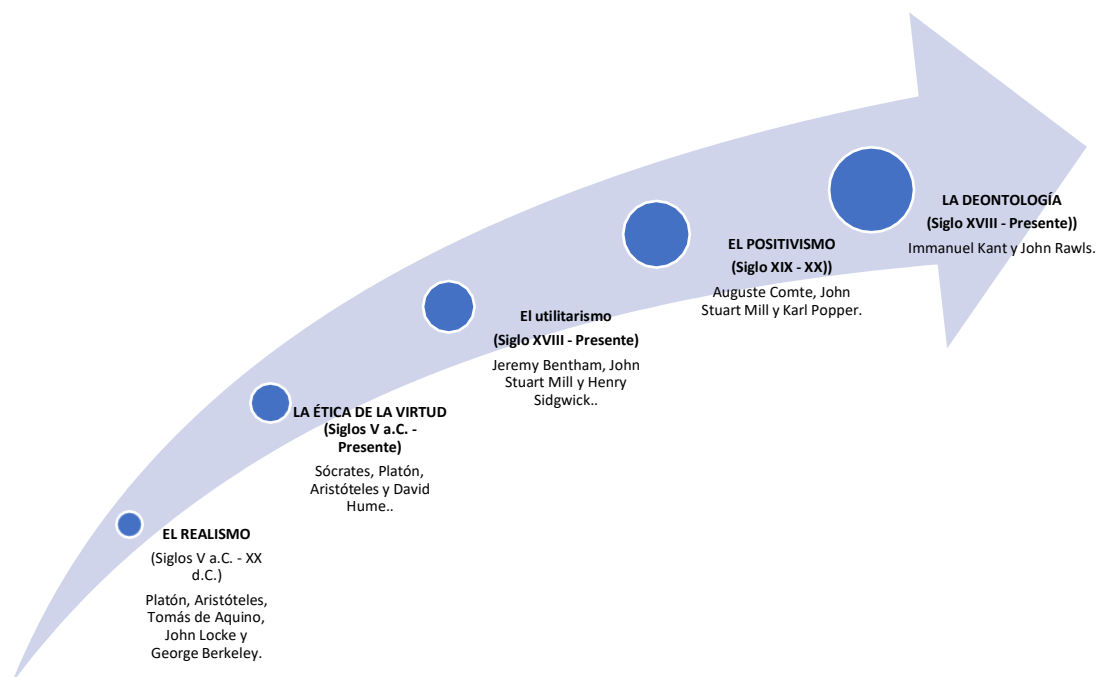 EL REALISMO
(Siglos V a.C. - XX
d.C.)
Platón, Aristóteles,
Tomás de Aquino,
John Locke y
George Berkeley.
LA ÉTICA DE LA VIRTUD
(Siglos V a.C. -
Presente)
Sócrates, Platón,
Aristóteles y David
Hume..
El utilitarismo
(Siglo XVIII - Presente)
Jeremy Bentham, John
Stuart Mill y Henry
Sidgwick..
EL POSITIVISMO
(Siglo XIX - XX))
Auguste Comte, John
Stuart Mill y Karl Popper.
LA DEONTOLOGÍA
(Siglo XVIII - Presente))
Immanuel Kant y John Rawls.